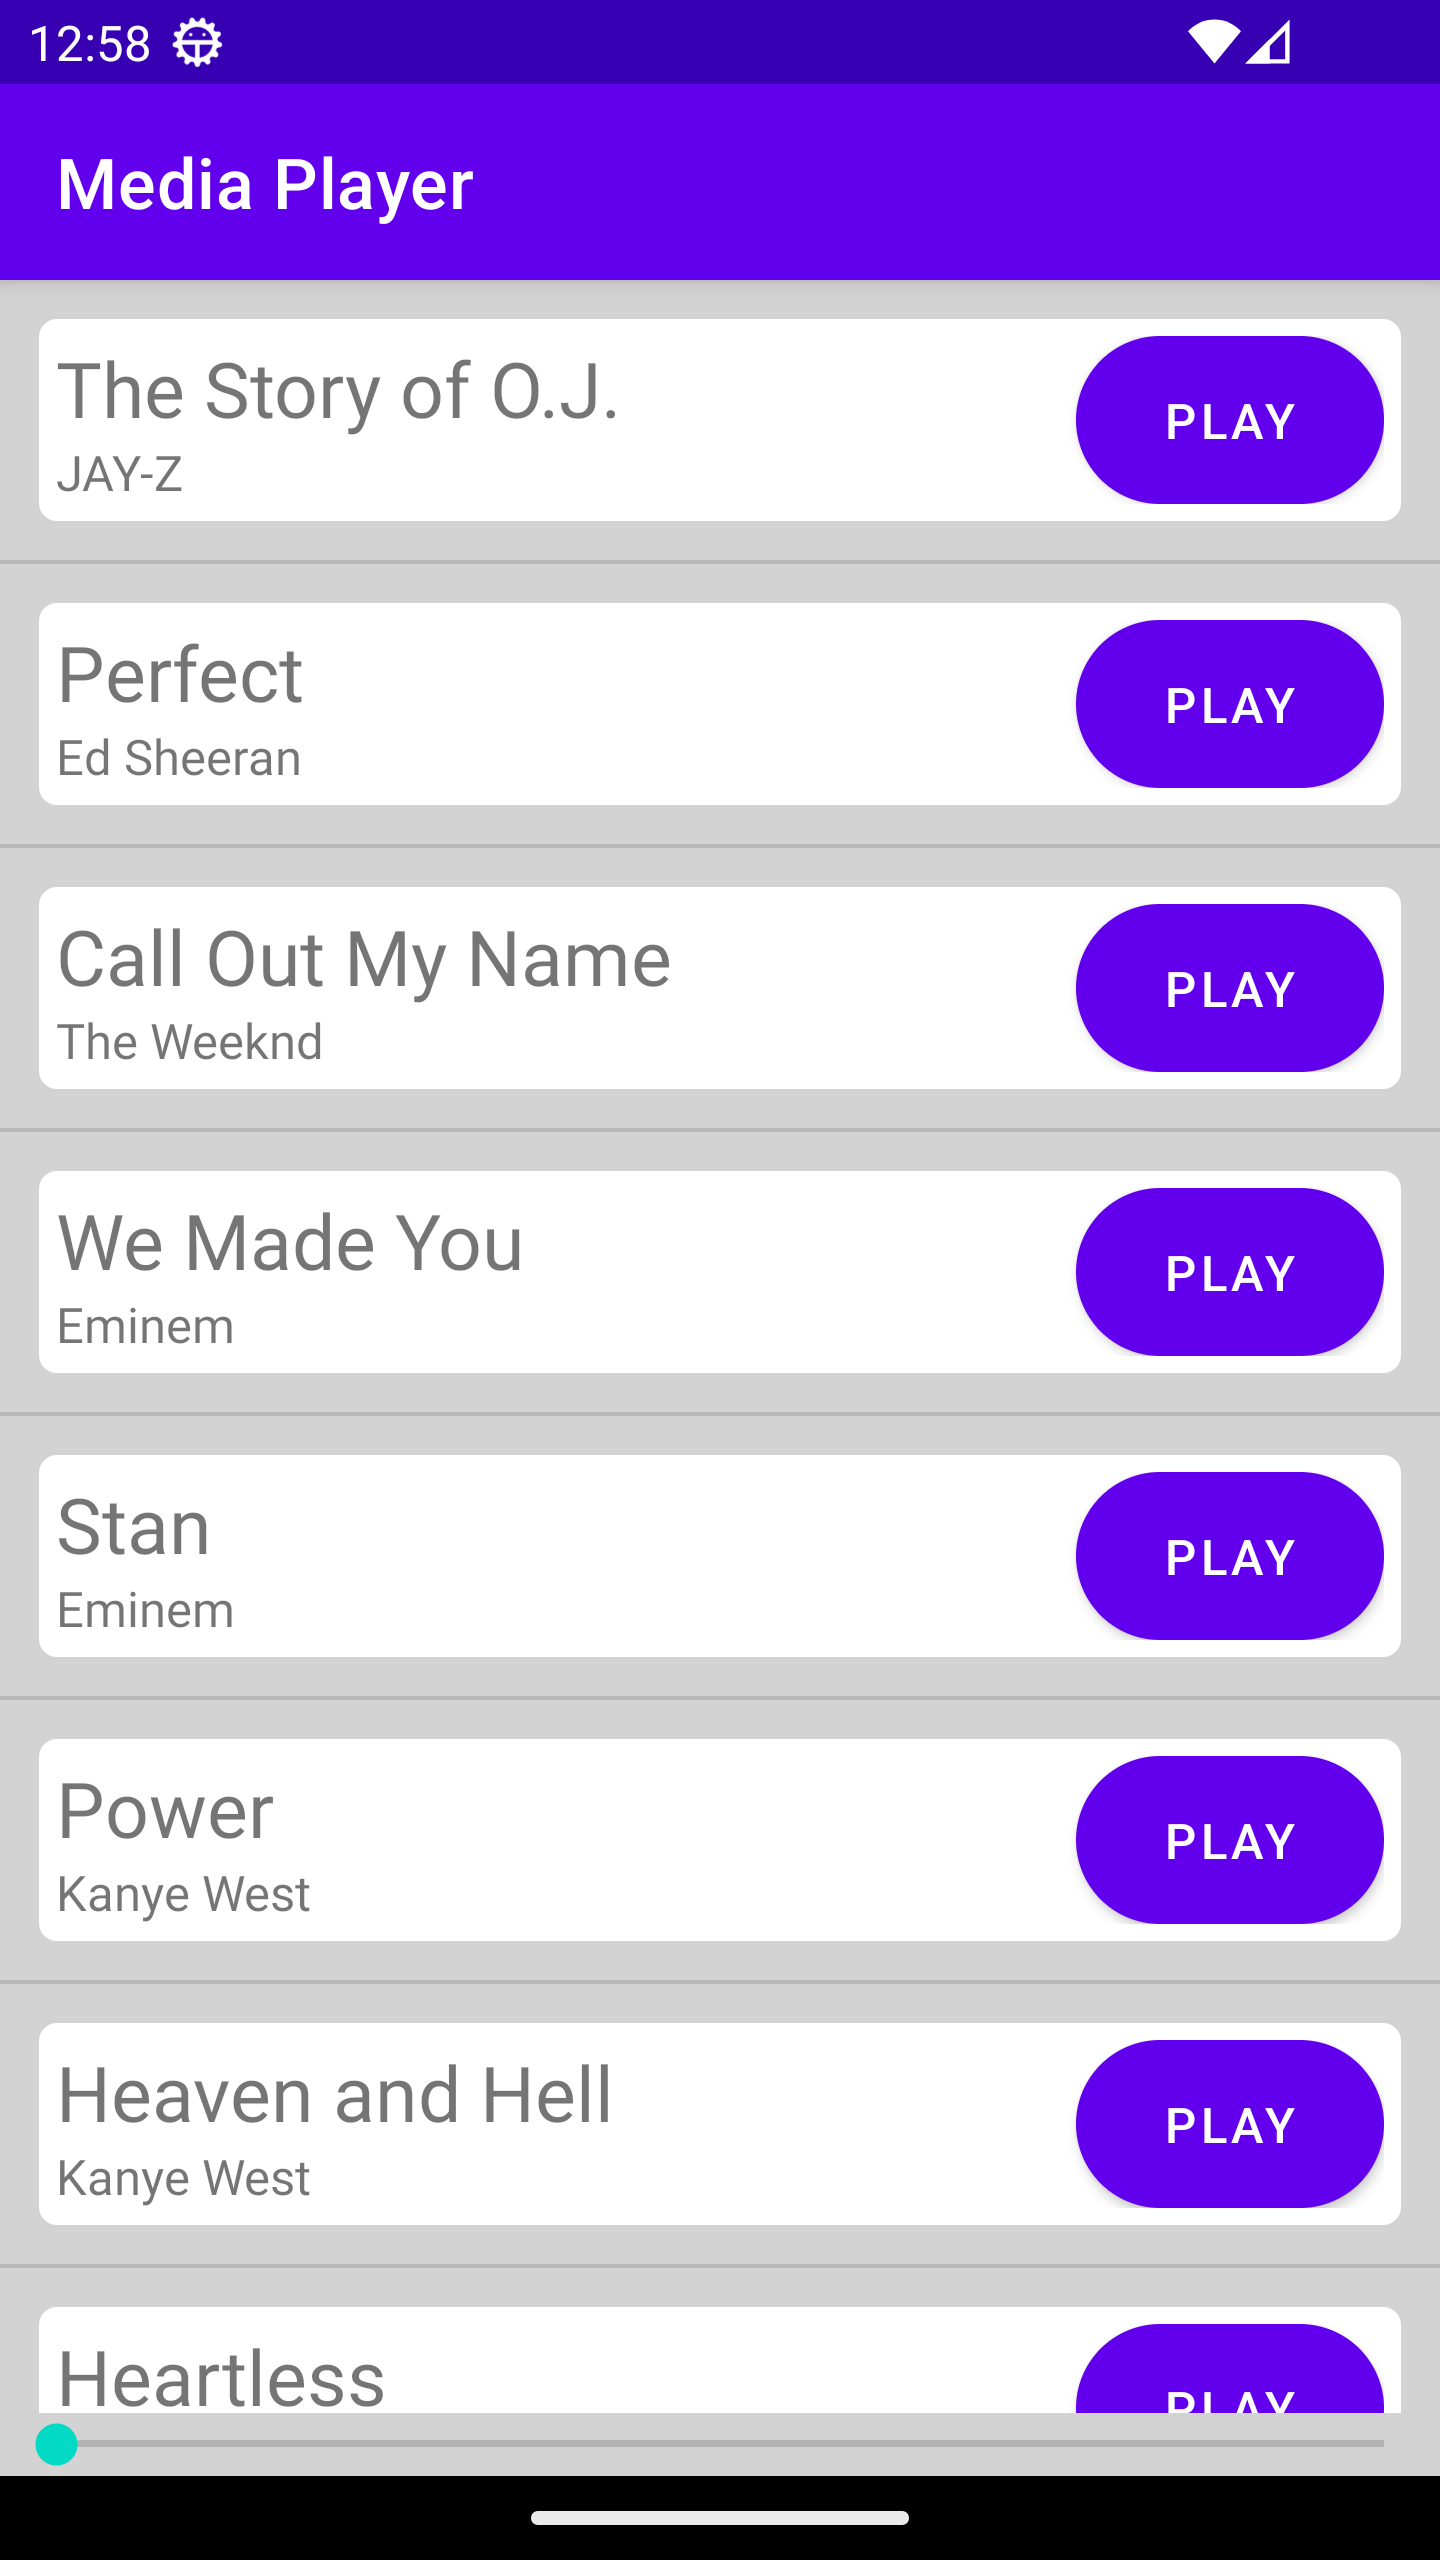 12:58
Media Player
The Story of O.J.
JAY-Z
PLAY
Perfect
Ed Sheeran
PLAY
Call Out My Name
The Weeknd
PLAY
We Made You
Eminem
PLAY
Stan
Eminem
PLAY
Power
Kanye West
PLAY
Heaven and Hell
Kanye West
PLAY
Heartless
PLAY